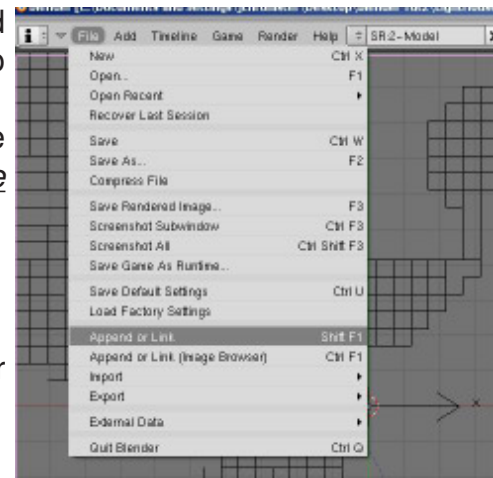 File Add Timeline Game Render Help SR:2-Model
New Ctrl X
Open... F1
Open Recent
Recover Last Session
Save Ctrl W
Save As... F2
Compress File
Save Rendered Image... F3
Screenshot Subwindow Ctrl F3
Screenshot All Ctrl Shift F3
Save Game As Runtime...
Save Default Settings Ctrl U
Load Factory Settings
Append or Link Shift F1
Append or Link (Image Browser) Ctrl F1
Import
Export
External Data
Quit Blender Ctrl Q
x